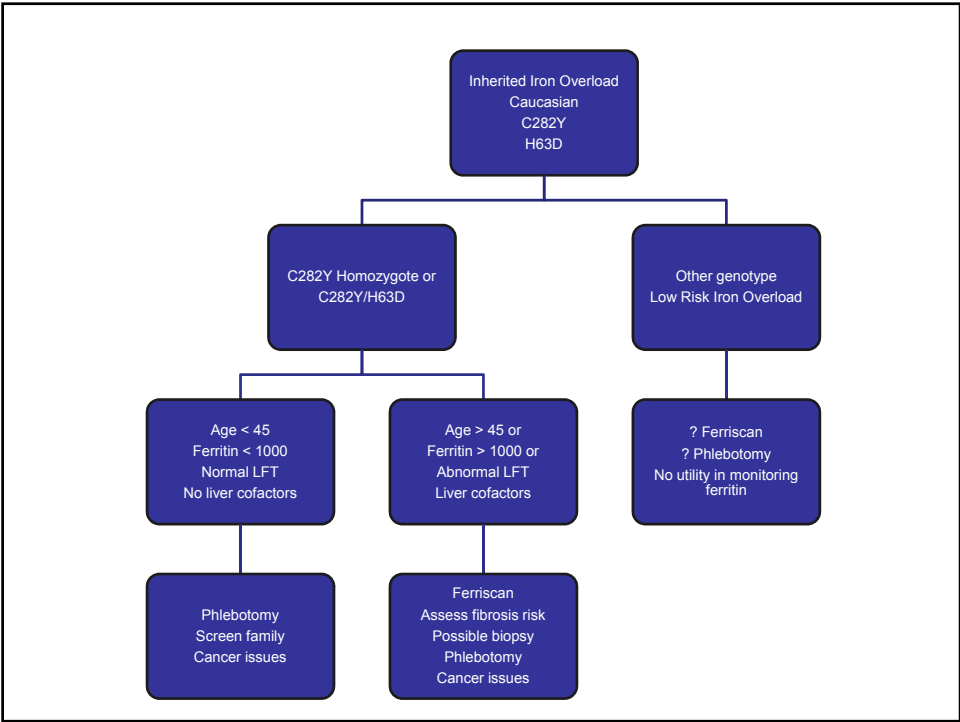 Inherited Iron Overload
Caucasian
C282Y
H63D
C282Y Homozygote or
C282Y/H63D
Other genotype
Low Risk Iron Overload
Age < 45
Ferritin < 1000
Normal LFT
No liver cofactors
Age > 45 or
Ferritin > 1000 or
Abnormal LFT
Liver cofactors
? Ferriscan
? Phlebotomy
No utility in monitoring
ferritin
Phlebotomy
Screen family
Cancer issues
Ferriscan
Assess fibrosis risk
Possible biopsy
Phlebotomy
Cancer issues